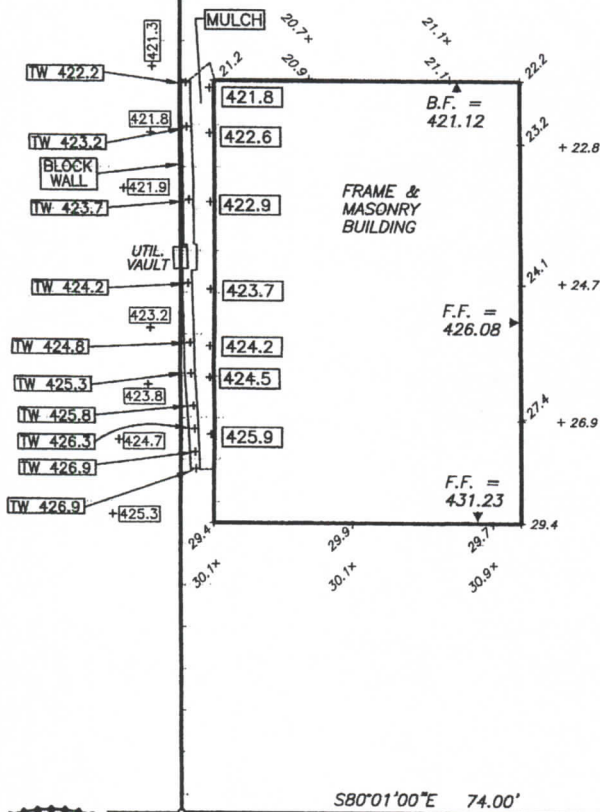 MULCH
421.3
20.7
21.1
TW 422.2
21.2
20.9
21.1
22.2
421.8
B.F. =
421.12
421.8
422.6
TW 423.2
23.2
22.8
BLOCK
WALL
421.9
TW 423.7
422.9
FRAME &
MASONRY
BUILDING
UTIL.
VAULT
TW 424.2
423.7
24.1
24.7
423.2
F.F. =
426.08
TW 424.8
424.2
TW 425.3
424.5
423.8
TW 425.8
TW 426.3
424.7
425.9
27.4
26.9
TW 426.9
F.F. =
431.23
TW 426.9
425.3
29.4
29.9
29.7
29.4
30.1
30.1
30.9
S80°01'00"E 74.00'